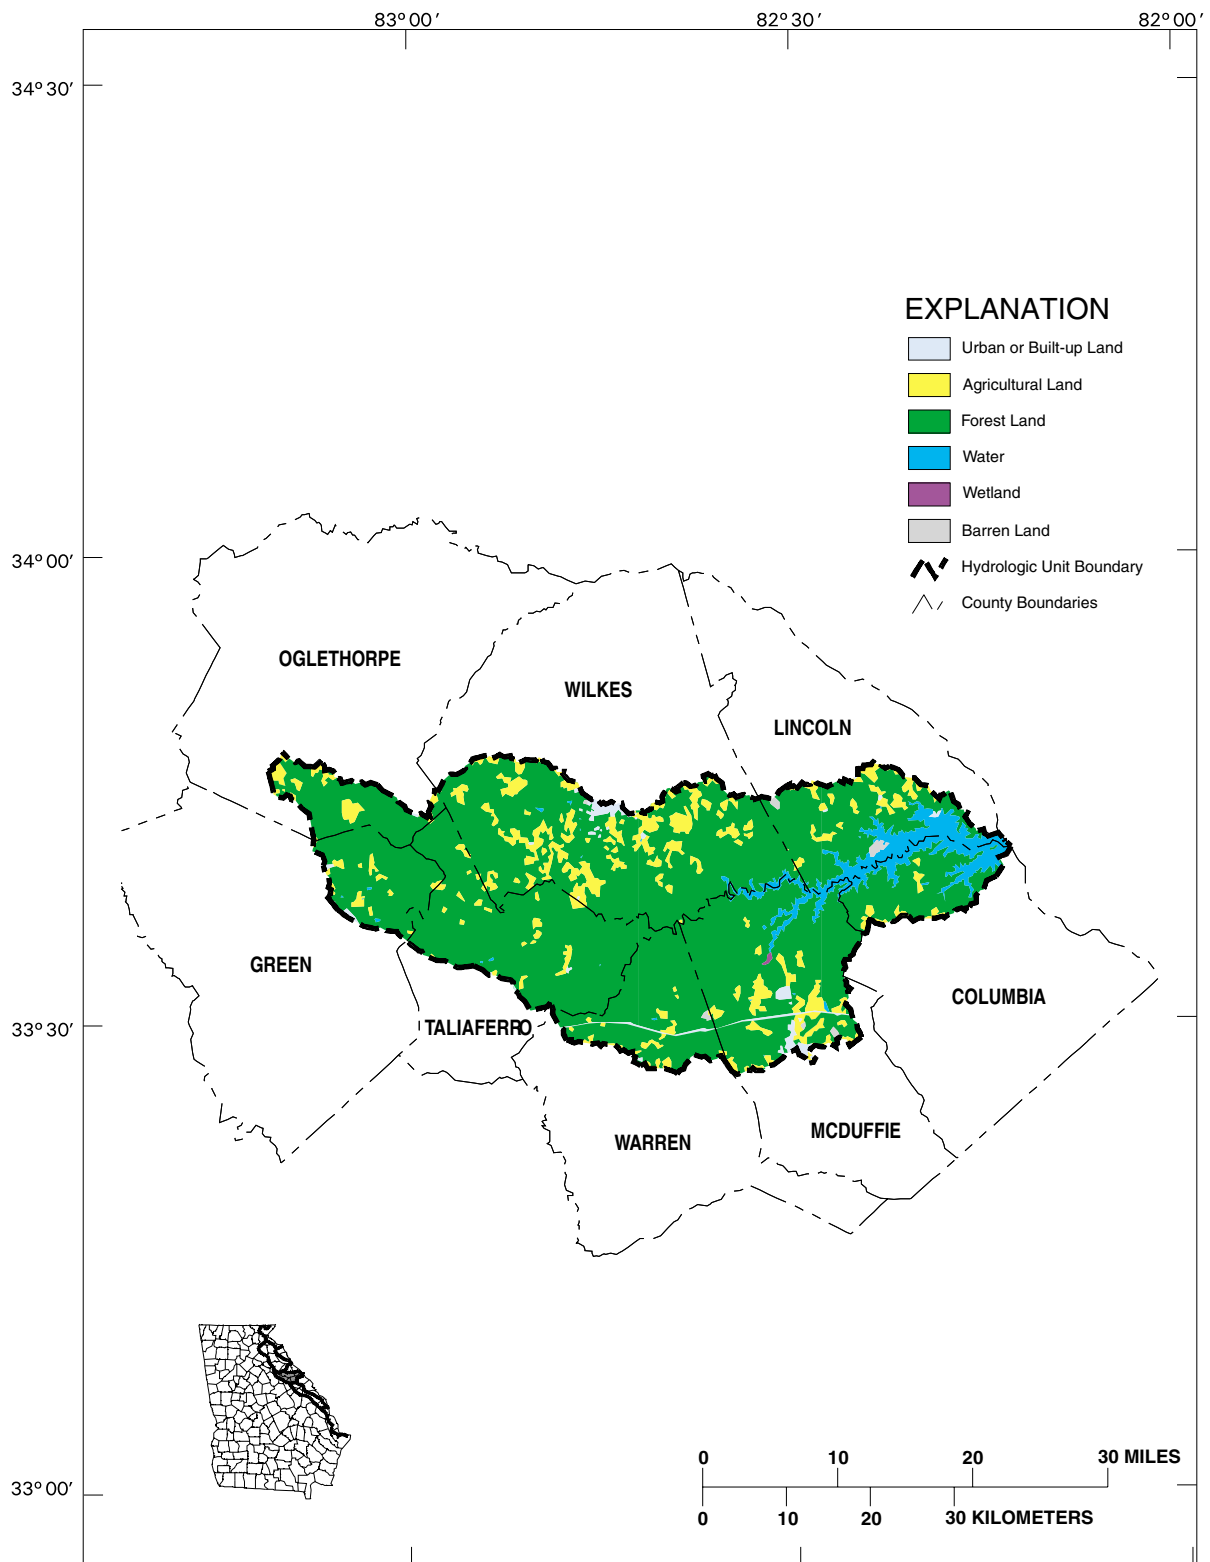 83°00′ 82°30′ 82°00′
34°30′
EXPLANATION
Urban or Built-up Land
Agricultural Land
Forest Land
Water
Wetland
Barren Land
Hydrologic Unit Boundary
County Boundaries
34°00′
OGLETHORPE
WILKES
LINCOLN
GREEN
COLUMBIA
33°30′
TALIAFERRO
MCDUFFIE
WARREN
0 10 20 30 MILES
33°00′
0 10 20 30 KILOMETERS